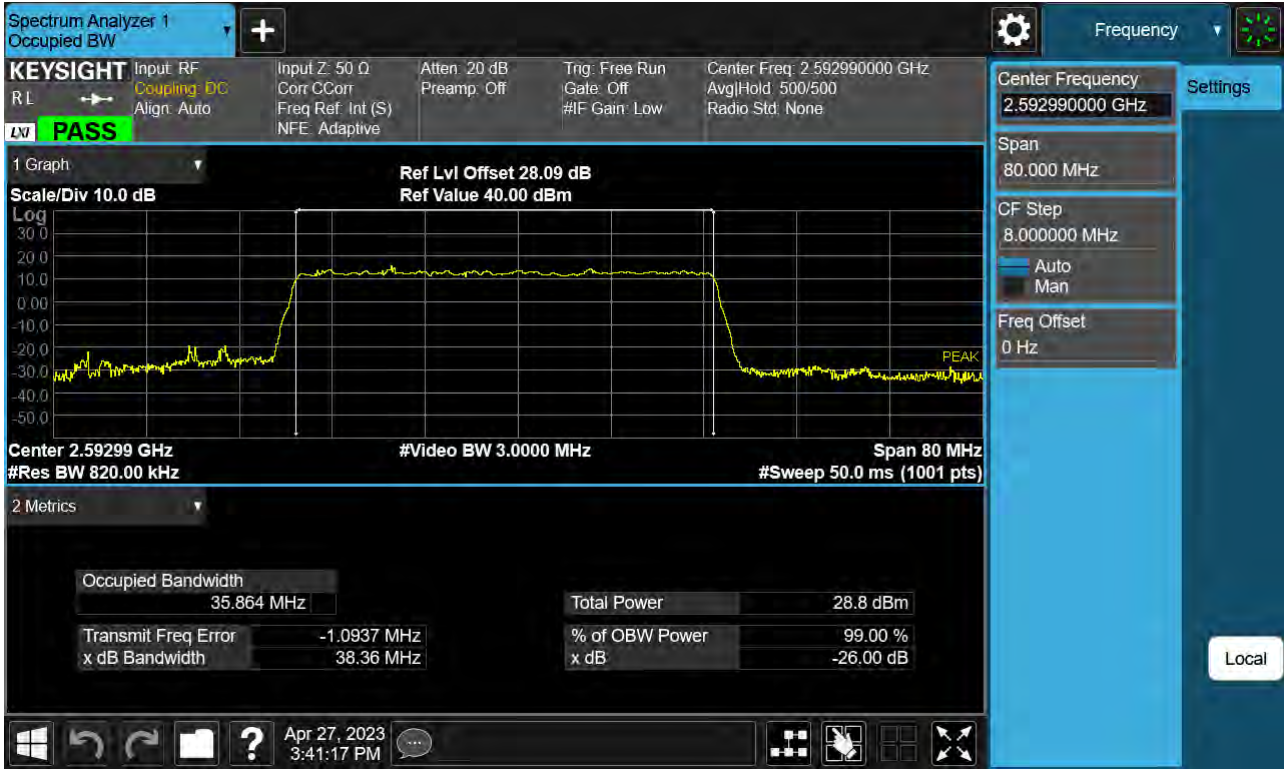 Spectrum Analyzer 1
Occupied BW
Frequency
KEYSIGHT
R L
LXI PASS
Input: RF
Coupling: DC
Align: Auto
Input Z: 50 Ω
Corr CCorr
Freq Ref: Int (S)
NFE: Adaptive
Atten: 20 dB
Preamp: Off
Trig: Free Run
Gate: Off
#IF Gain: Low
Center Freq: 2.592990000 GHz
Avg|Hold: 500/500
Radio Std: None
1 Graph
Scale/Div 10.0 dB
Ref Lvl Offset 28.09 dB
Ref Value 40.00 dBm
Log
30.0
20.0
10.0
0.00
-10.0
-20.0
-30.0
-40.0
-50.0
PEAK
Center 2.59299 GHz
#Video BW 3.0000 MHz
Span 80 MHz
#Res BW 820.00 kHz
#Sweep 50.0 ms (1001 pts)
2 Metrics
Occupied Bandwidth
35.864 MHz
Total Power 28.8 dBm
Transmit Freq Error -1.0937 MHz
% of OBW Power 99.00 %
x dB Bandwidth 38.36 MHz
x dB -26.00 dB
Center Frequency
2.592990000 GHz
Settings
Span
80.000 MHz
CF Step
8.000000 MHz
Auto
Man
Freq Offset
0 Hz
Local
?
Apr 27, 2023
3:41:17 PM